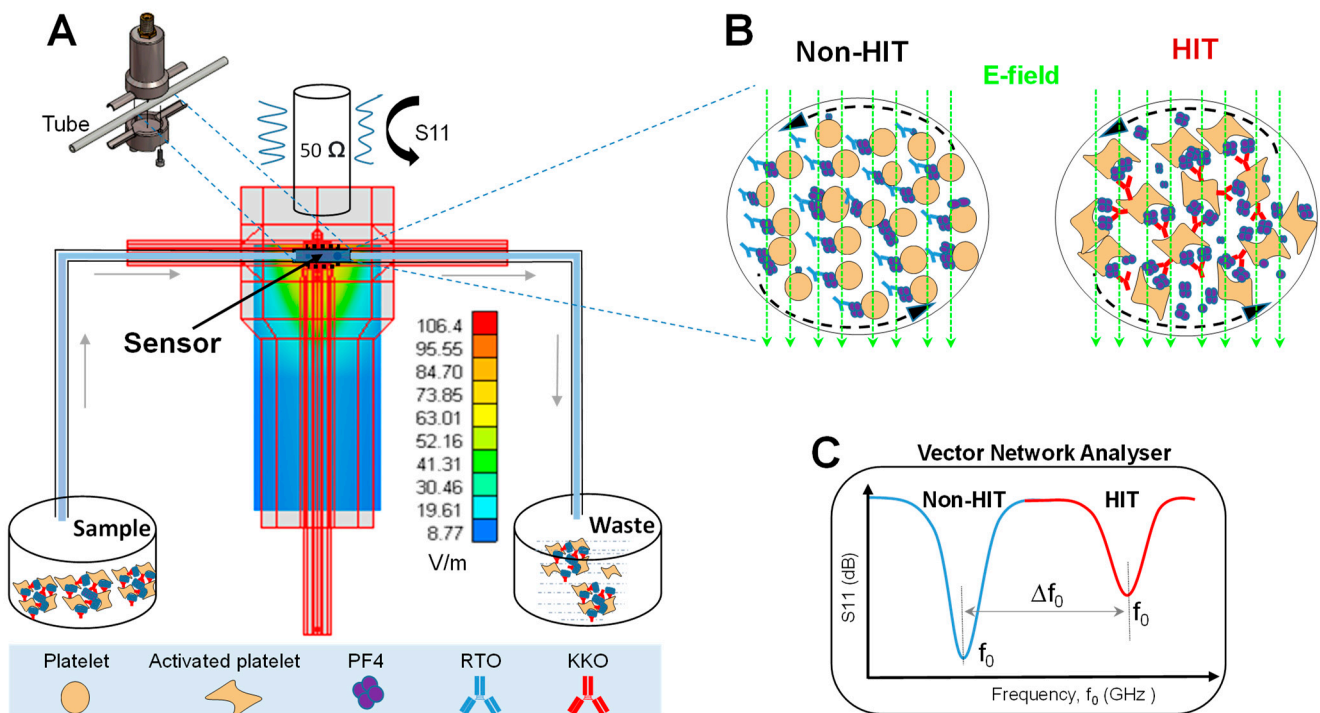 A
Tube
50 Ω
S11
Sensor
106.4
95.55
84.70
73.85
63.01
52.16
41.31
30.46
19.61
8.77
V/m
Sample
Waste
Platelet
Activated platelet
PF4
RTO
KKO
B
Non-HIT
E-field
HIT
C
Vector Network Analyser
Non-HIT
HIT
Δf₀
f₀
f₀
S11 (dB)
Frequency, f₀ (GHz )